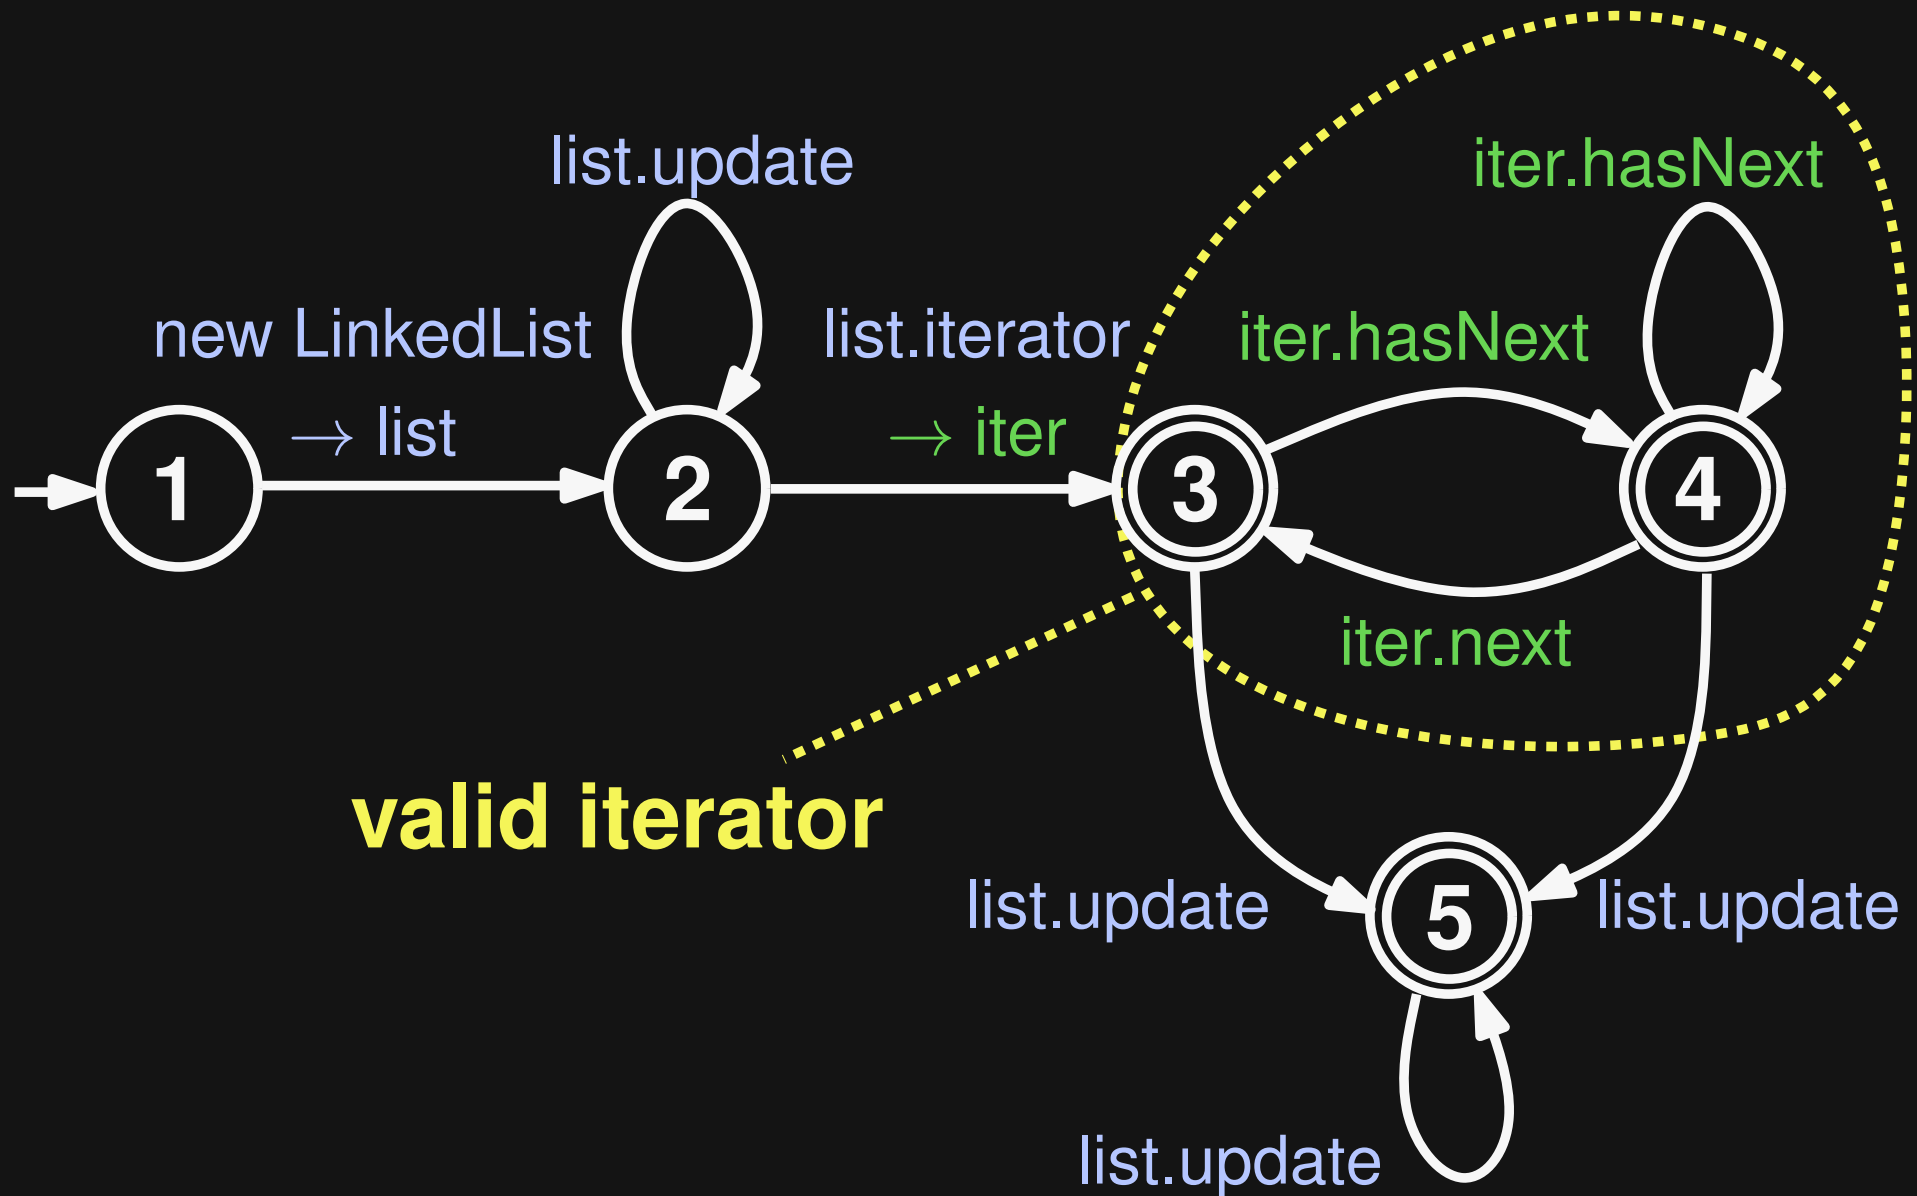 list.update
iter.hasNext
new LinkedList
list.iterator
iter.hasNext
→ list
→ iter
1
2
3
4
iter.next
valid iterator
list.update
5
list.update
list.update